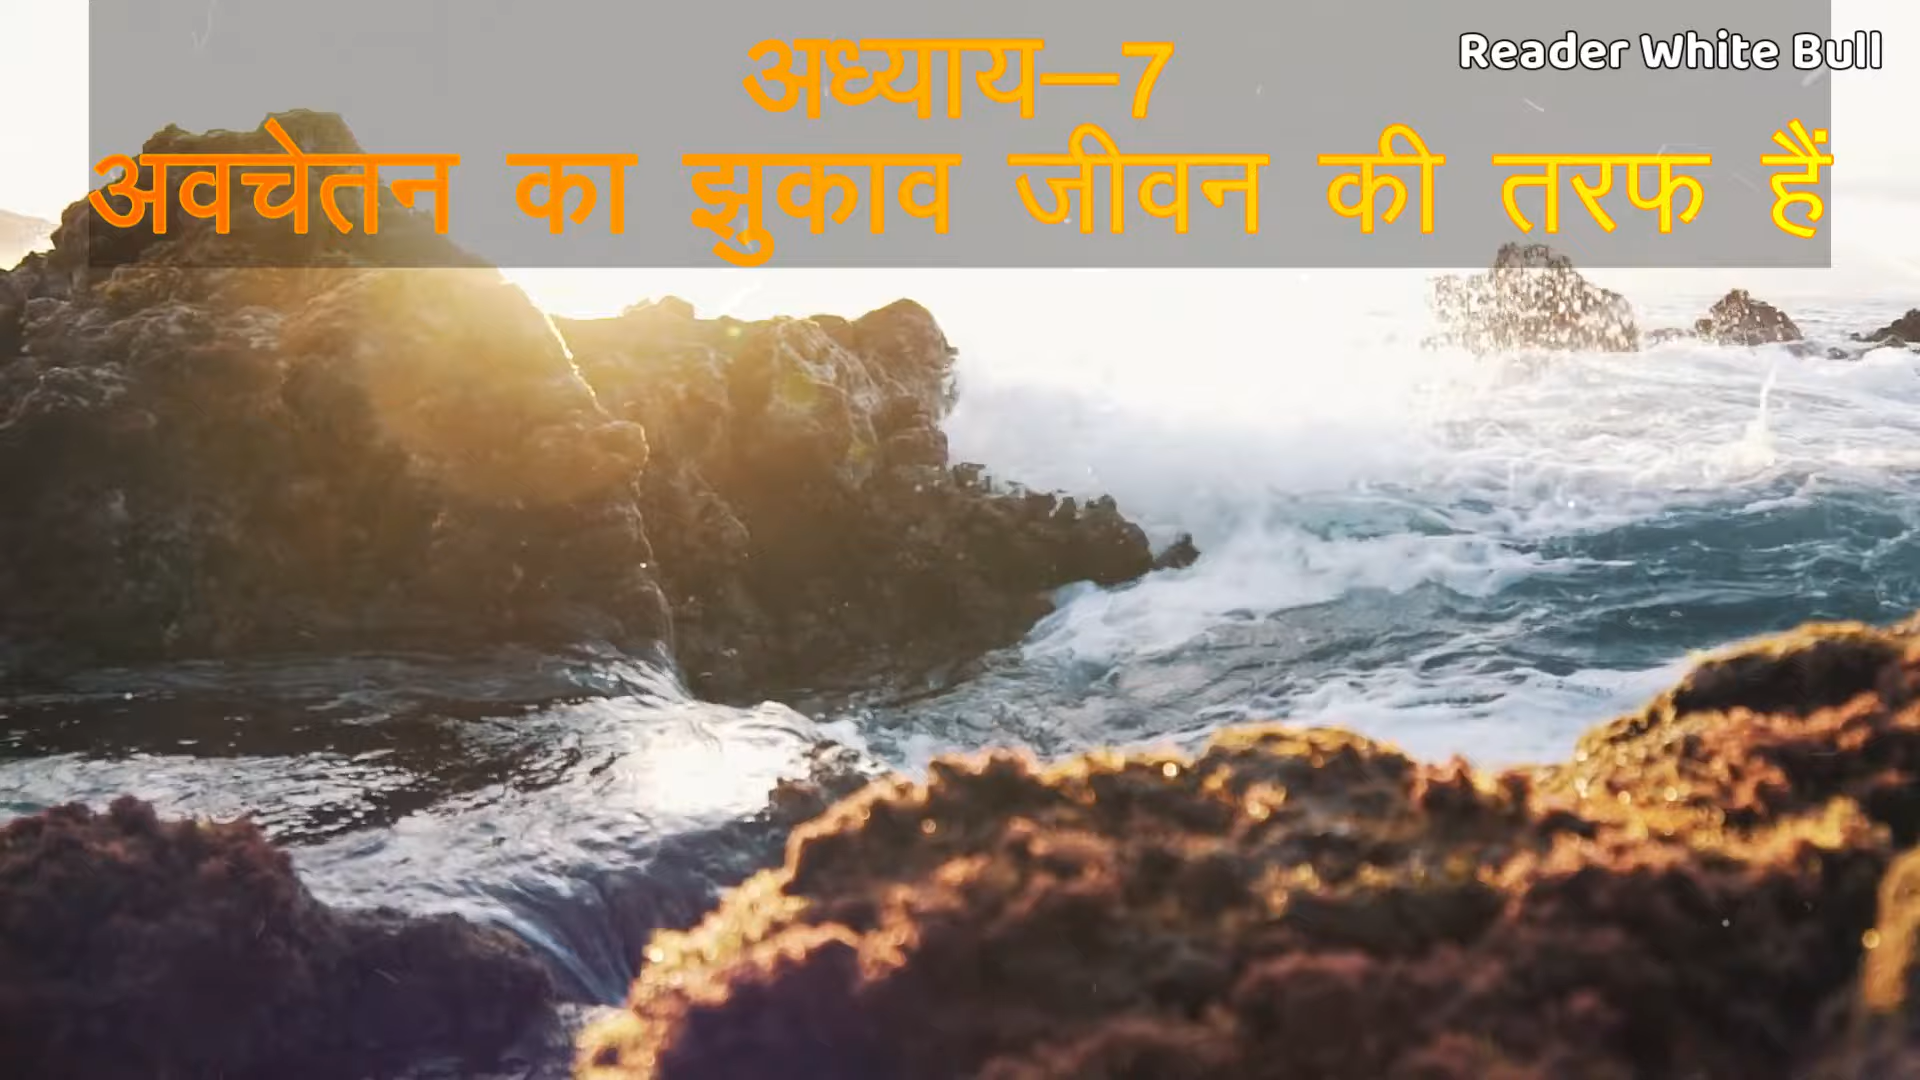 अध्याय—7
Reader White Bull
अवचेतन का झुकाव जीवन की तरफ हैं